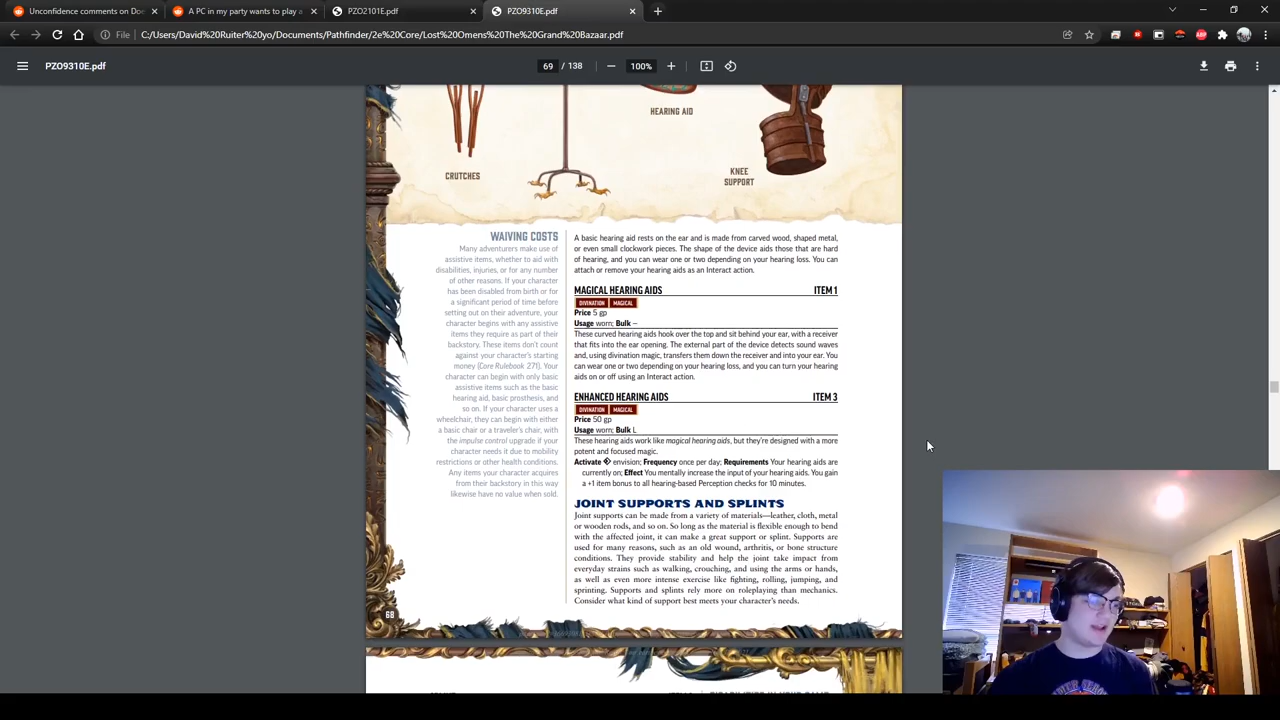 Unconfidence comments on Do
A PC in my party wants to play a
PZO2101E.pdf
PZO9310E.pdf
File
C:/Users/David%20Ruiter%20yo/Documents/Pathfinder/2e%20Core/Lost%20Omens%20The%20Grand%20Bazaar.pdf
PZO9310E.pdf
69 / 138
100%
CRUTCHES
HEARING AID
KNEE
SUPPORT
WAIVING COSTS
Many adventurers make use of
assistive items, whether to aid with
disabilities, injuries, or for any number
of other reasons. If your character
has been disabled from birth or for
a significant period of time before
setting out on their adventure, your
character begins with any assistive
items they require as part of their
backstory. These items don't count
against your character's starting
money (Core Rulebook 271). Your
character can begin with only basic
assistive items such as the basic
hearing aid, basic prosthesis, and
so on. If your character uses a
wheelchair, they can begin with either
a basic chair or a traveler's chair, with
the impulse control upgrade if your
character needs it due to mobility
restrictions or other health conditions.
Any items your character acquires
from their backstory in this way
likewise have no value when sold.
68
A basic hearing aid rests on the ear and is made from carved wood, shaped metal,
or even small clockwork pieces. The shape of the device aids those that are hard
of hearing, and you can wear one or two depending on your hearing loss. You can
attach or remove your hearing aids as an Interact action.
MAGICAL HEARING AIDS ITEM 1
DIVINATION MAGICAL
Price 5 gp
Usage worn; Bulk –
These curved hearing aids hook over the top and sit behind your ear, with a receiver
that fits into the ear opening. The external part of the device detects sound waves
and, using divination magic, transfers them down the receiver and into your ear. You
can wear one or two depending on your hearing loss, and you can turn your hearing
aids on or off using an Interact action.
ENHANCED HEARING AIDS ITEM 3
DIVINATION MAGICAL
Price 50 gp
Usage worn; Bulk L
These hearing aids work like magical hearing aids, but they're designed with a more
potent and focused magic.
Activate envision; Frequency once per day; Requirements Your hearing aids are
currently on; Effect You mentally increase the input of your hearing aids. You gain
a +1 item bonus to all hearing-based Perception checks for 10 minutes.
JOINT SUPPORTS AND SPLINTS
Joint supports can be made from a variety of materials—leather, cloth, metal
or wooden rods, and so on. So long as the material is flexible enough to bend
with the affected joint, it can make a great support or splint. Supports are
used for many reasons, such as an old wound, arthritis, or bone structure
conditions. They provide stability and help the joint take impact from
everyday strains such as walking, crouching, and using the arms or hands,
as well as even more intense exercise like fighting, rolling, jumping, and
sprinting. Supports and splints rely more on roleplaying than mechanics.
Consider what kind of support best meets your character's needs.